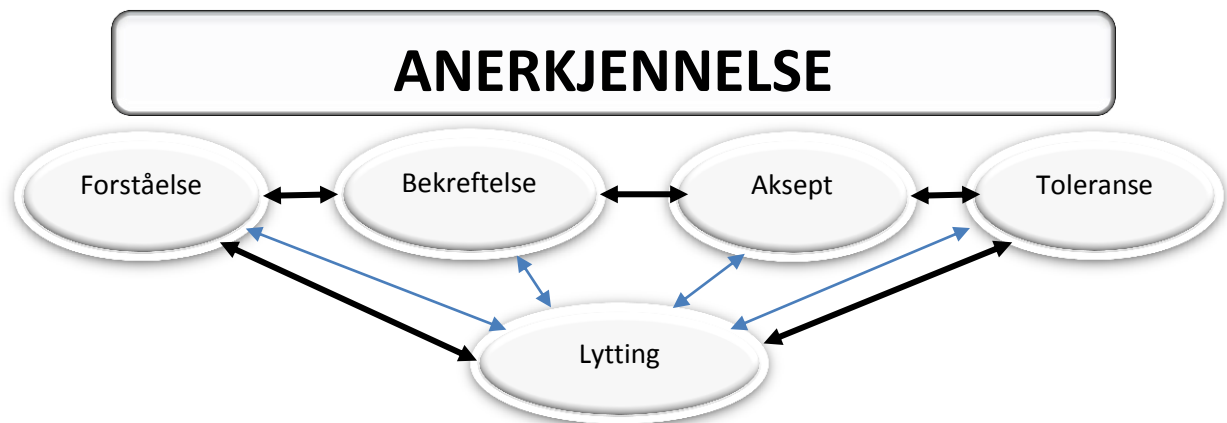 ANERKJENNELSE
Forståelse
Bekreftelse
Aksept
Toleranse
Lytting